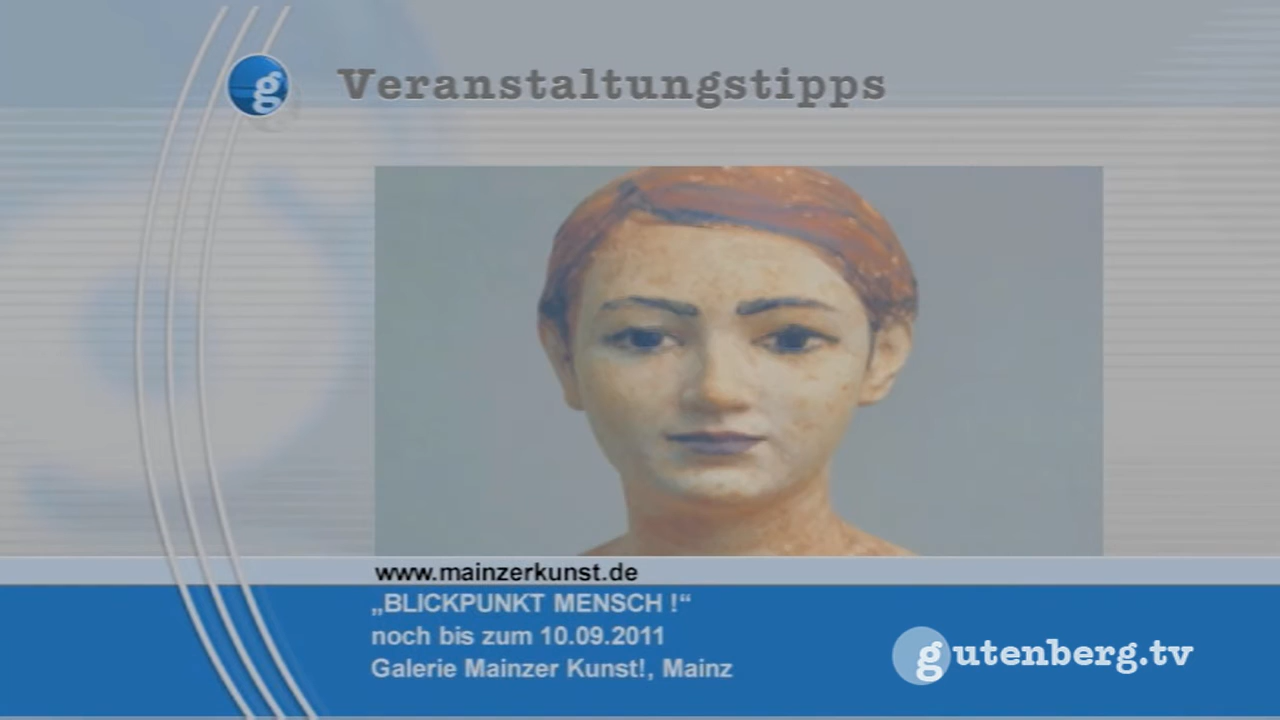 g
Veranstaltungstipps
www.mainzerkunst.de
„BLICKPUNKT MENSCH !“
noch bis zum 10.09.2011
Galerie Mainzer Kunst!, Mainz
gutenberg.tv